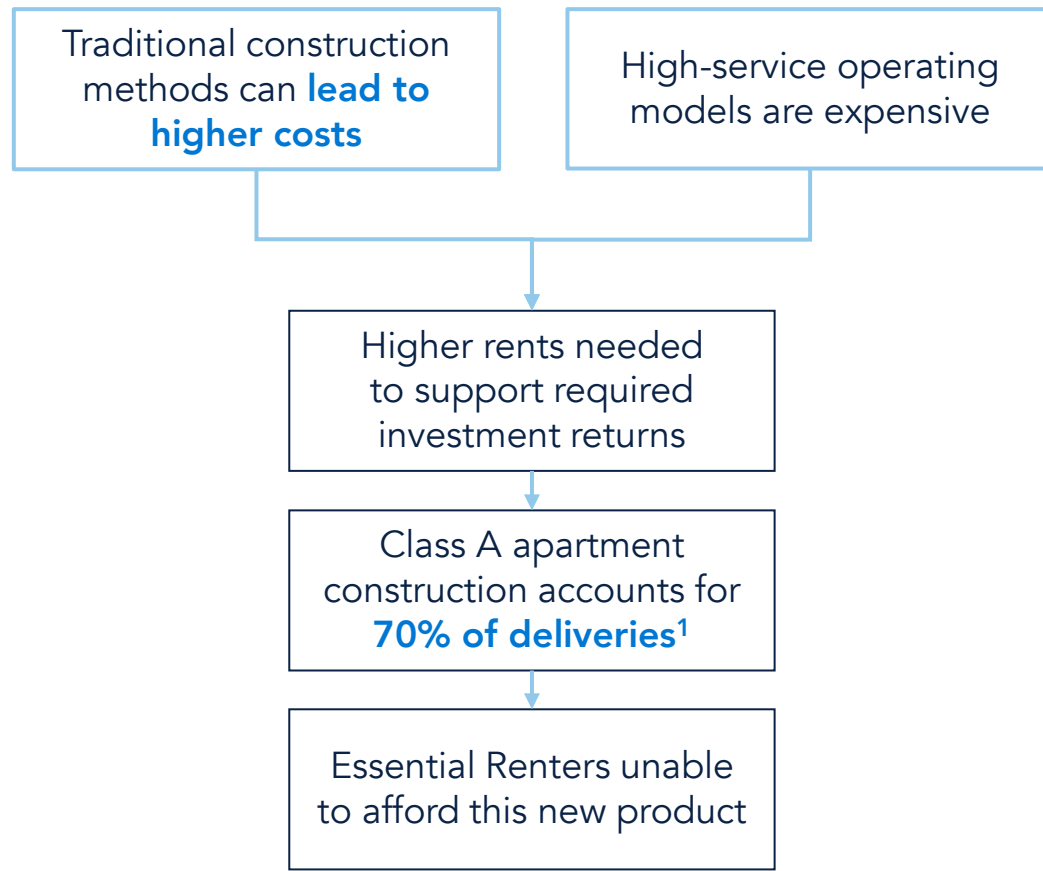 Traditional construction
methods can lead to
higher costs
High-service operating
models are expensive
Higher rents needed
to support required
investment returns
Class A apartment
construction accounts for
70% of deliveries¹
Essential Renters unable
to afford this new product